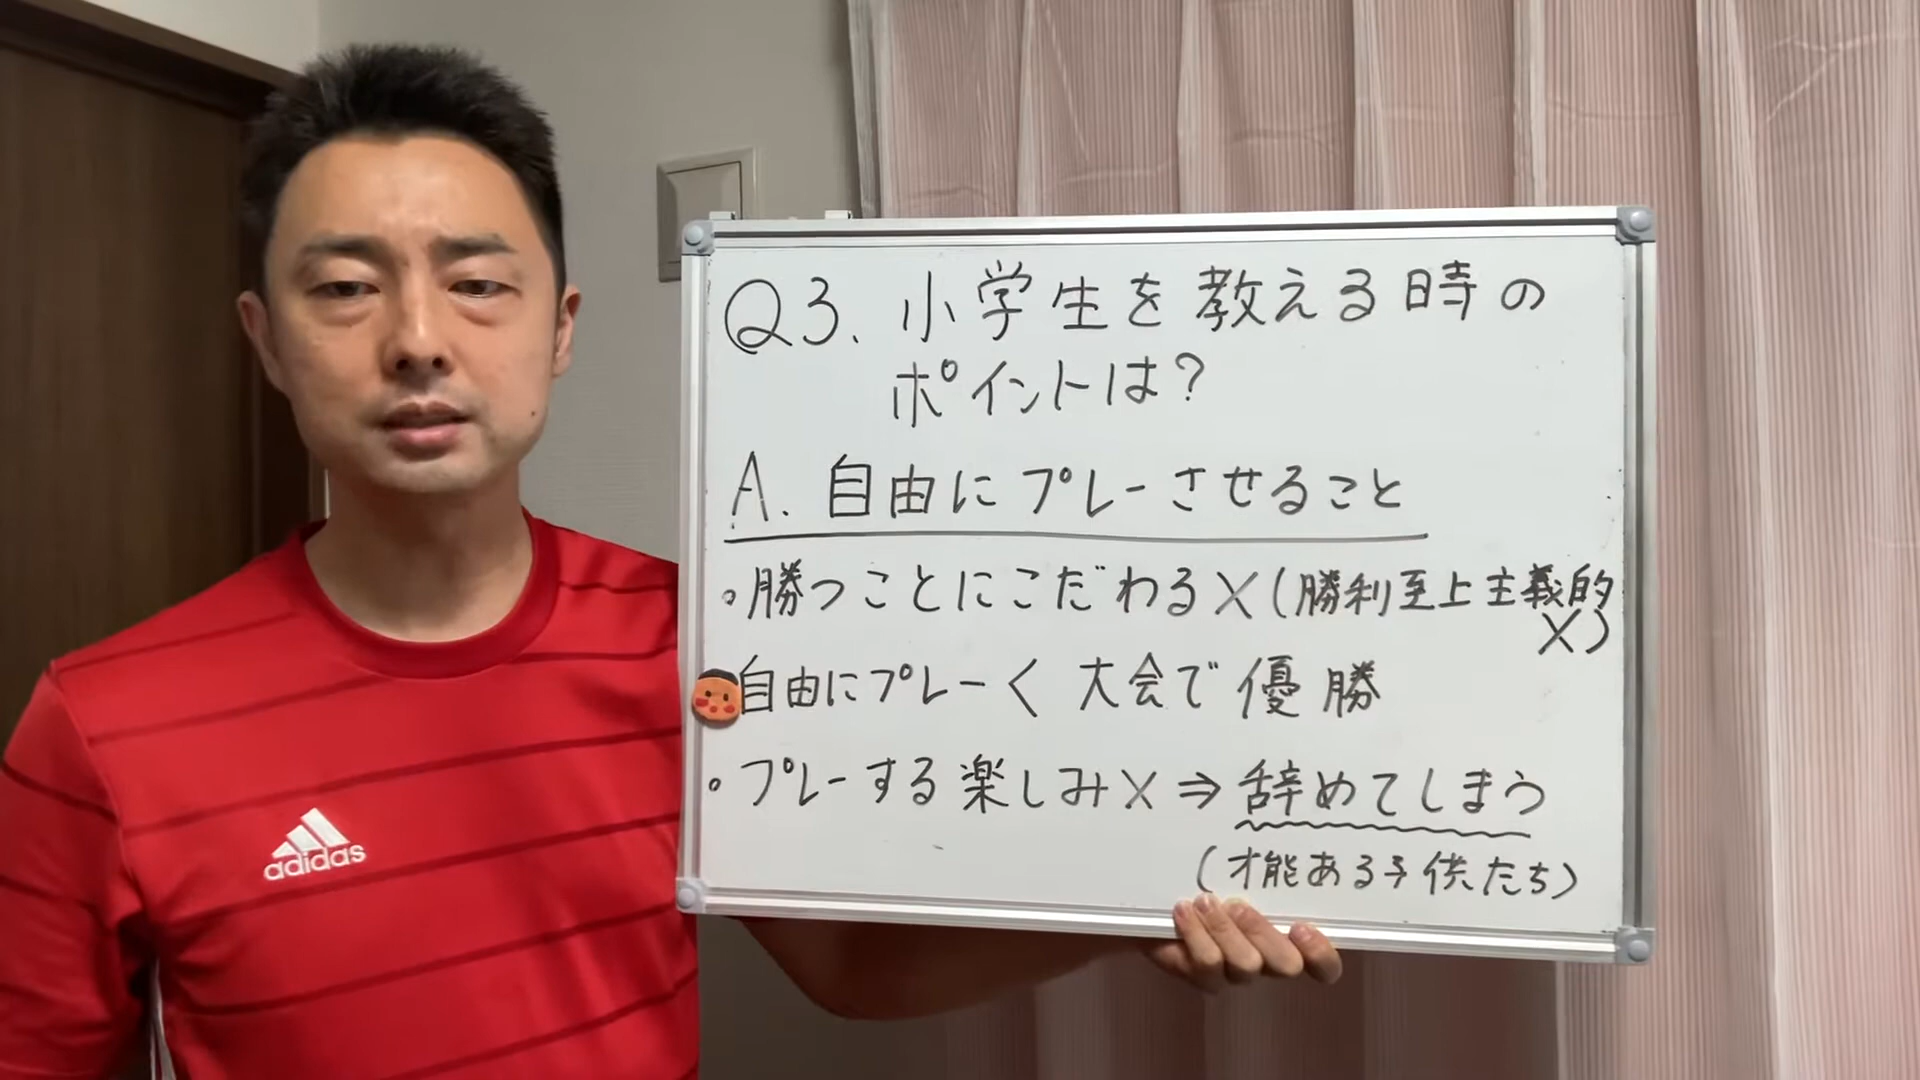 Q3. 小学生を教える時の
ポイントは?
A. 自由にプレーさせること
・勝つことにこだわる×(勝利至上主義的
×)
自由にプレーく 大会で優勝
・プレーする楽しみ×⇒辞めてしまう
(才能ある子供たち)
adidas